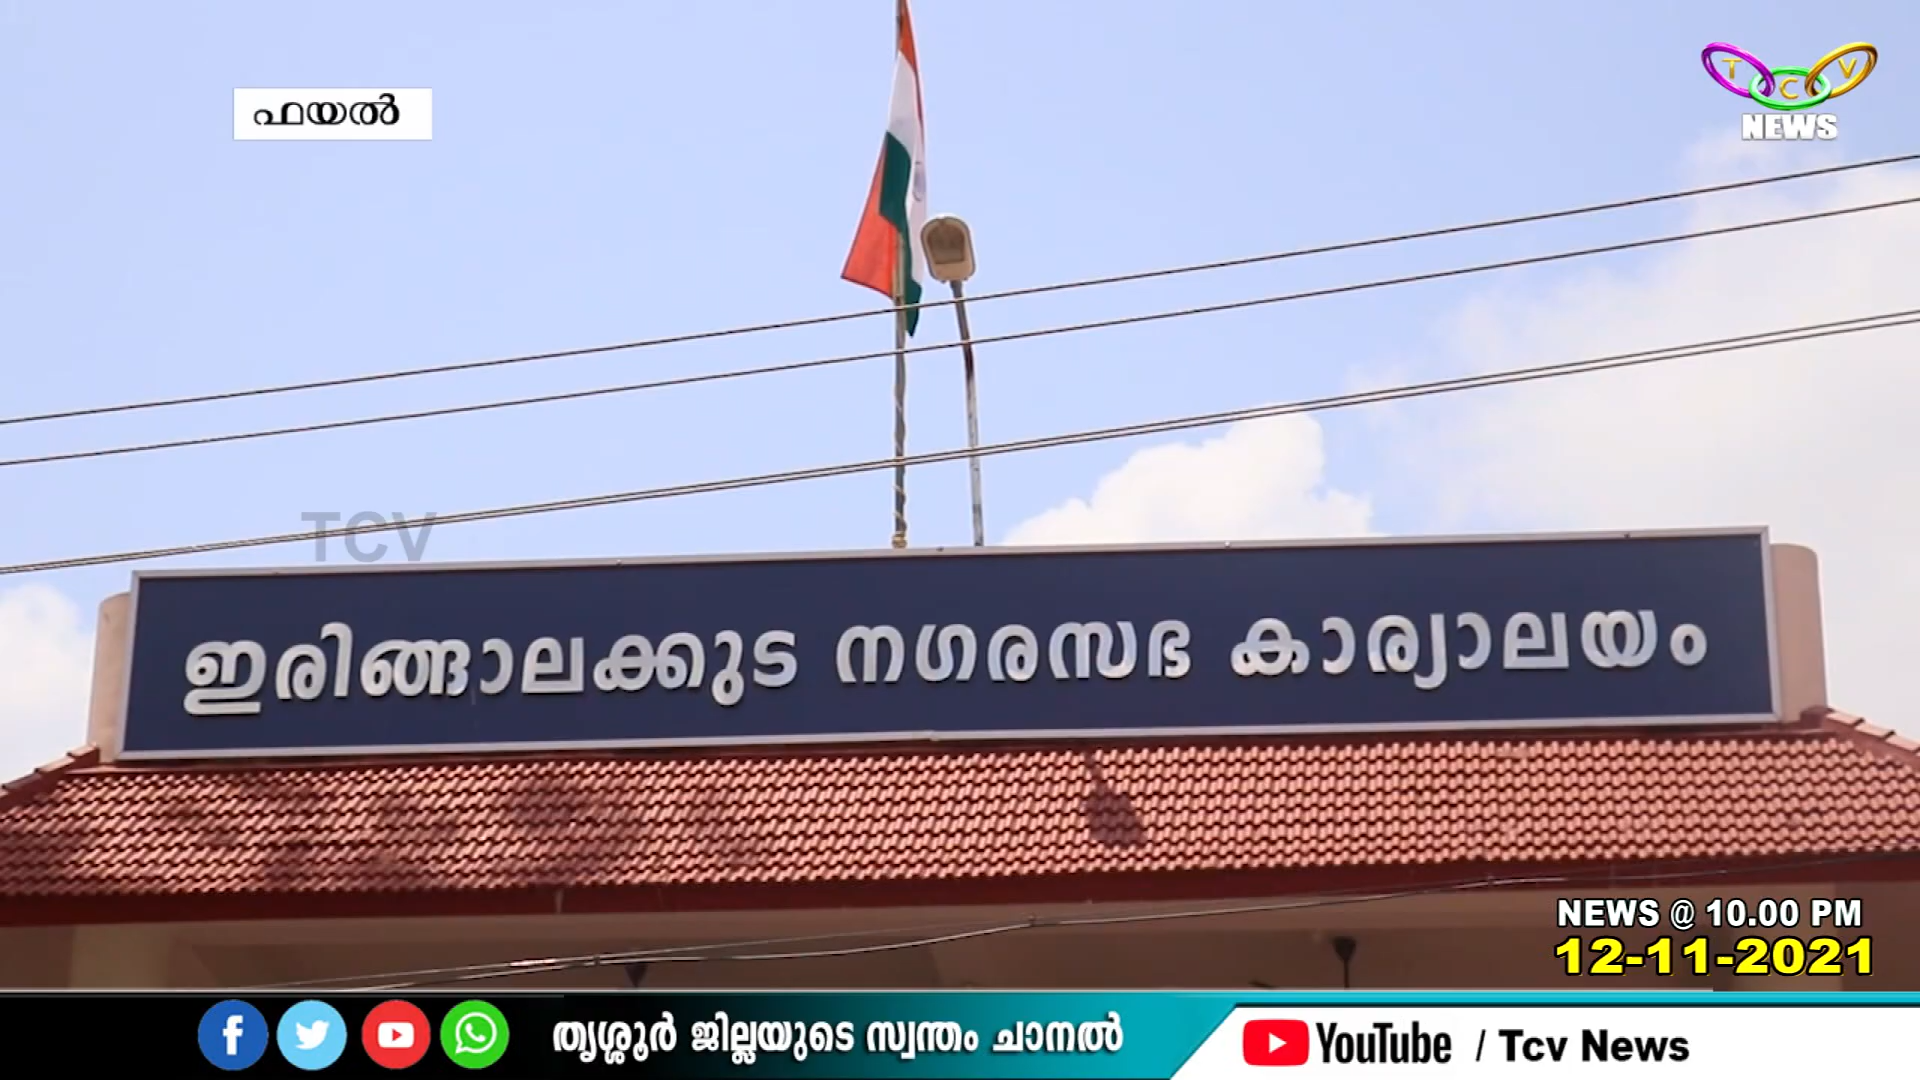 ഫയൽ
T C V
NEWS
TCV
ഇരിങ്ങാലക്കുട നഗരസഭ കാര്യാലയം
NEWS @ 10.00 PM
12-11-2021
തൃശ്ശൂർ ജില്ലയുടെ സ്വന്തം ചാനൽ
YouTube / Tcv News